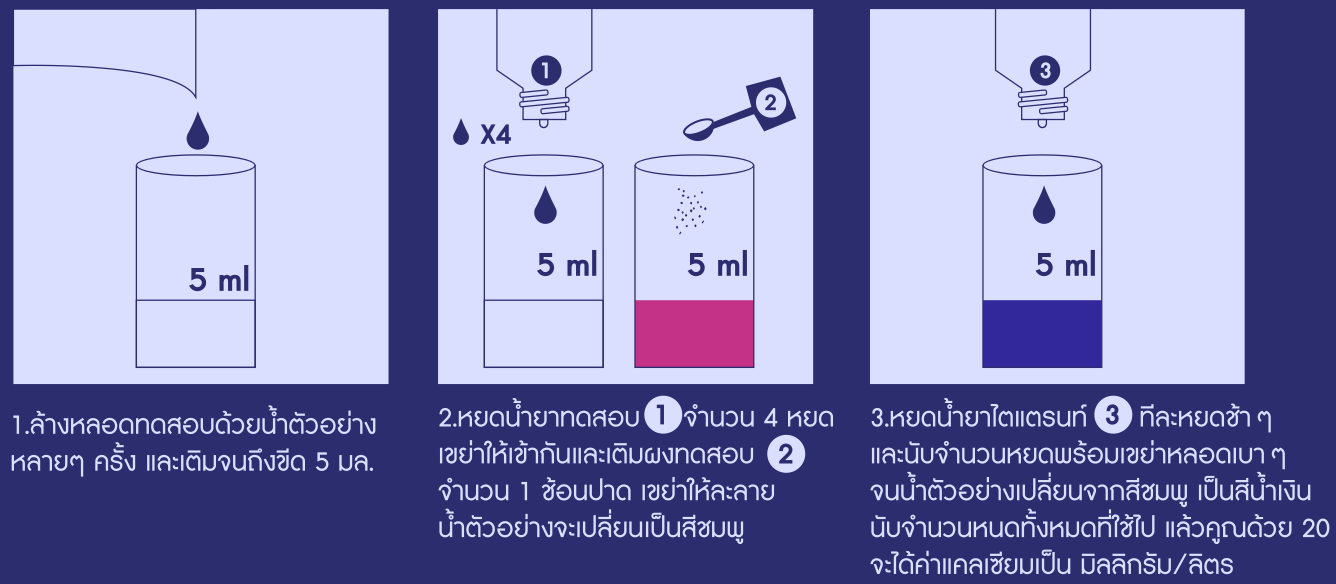 1
3
2
X4
5 ml
5 ml
5 ml
5 ml
1.ล้างหลอดทดสอบด้วยน้ำตัวอย่าง
หลายๆ ครั้ง และเติมจนถึงขีด 5 มล.
2.หยดน้ำยาทดสอบ 1 จำนวน 4 หยด
เขย่าให้เข้ากันและเติมผงทดสอบ 2
จำนวน 1 ช้อนปาด เขย่าให้ละลาย
น้ำตัวอย่างจะเปลี่ยนเป็นสีชมพู
3.หยดน้ำยาไตแตรนท์ 3 ทีละหยดช้า ๆ
และนับจำนวนหยดพร้อมเขย่าหลอดเบา ๆ
จนน้ำตัวอย่างเปลี่ยนจากสีชมพู เป็นสีน้ำเงิน
นับจำนวนหนดทั้งหมดที่ใช้ไป แล้วคูณด้วย 20
จะได้ค่าแคลเซียมเป็น มิลลิกรัม/ลิตร